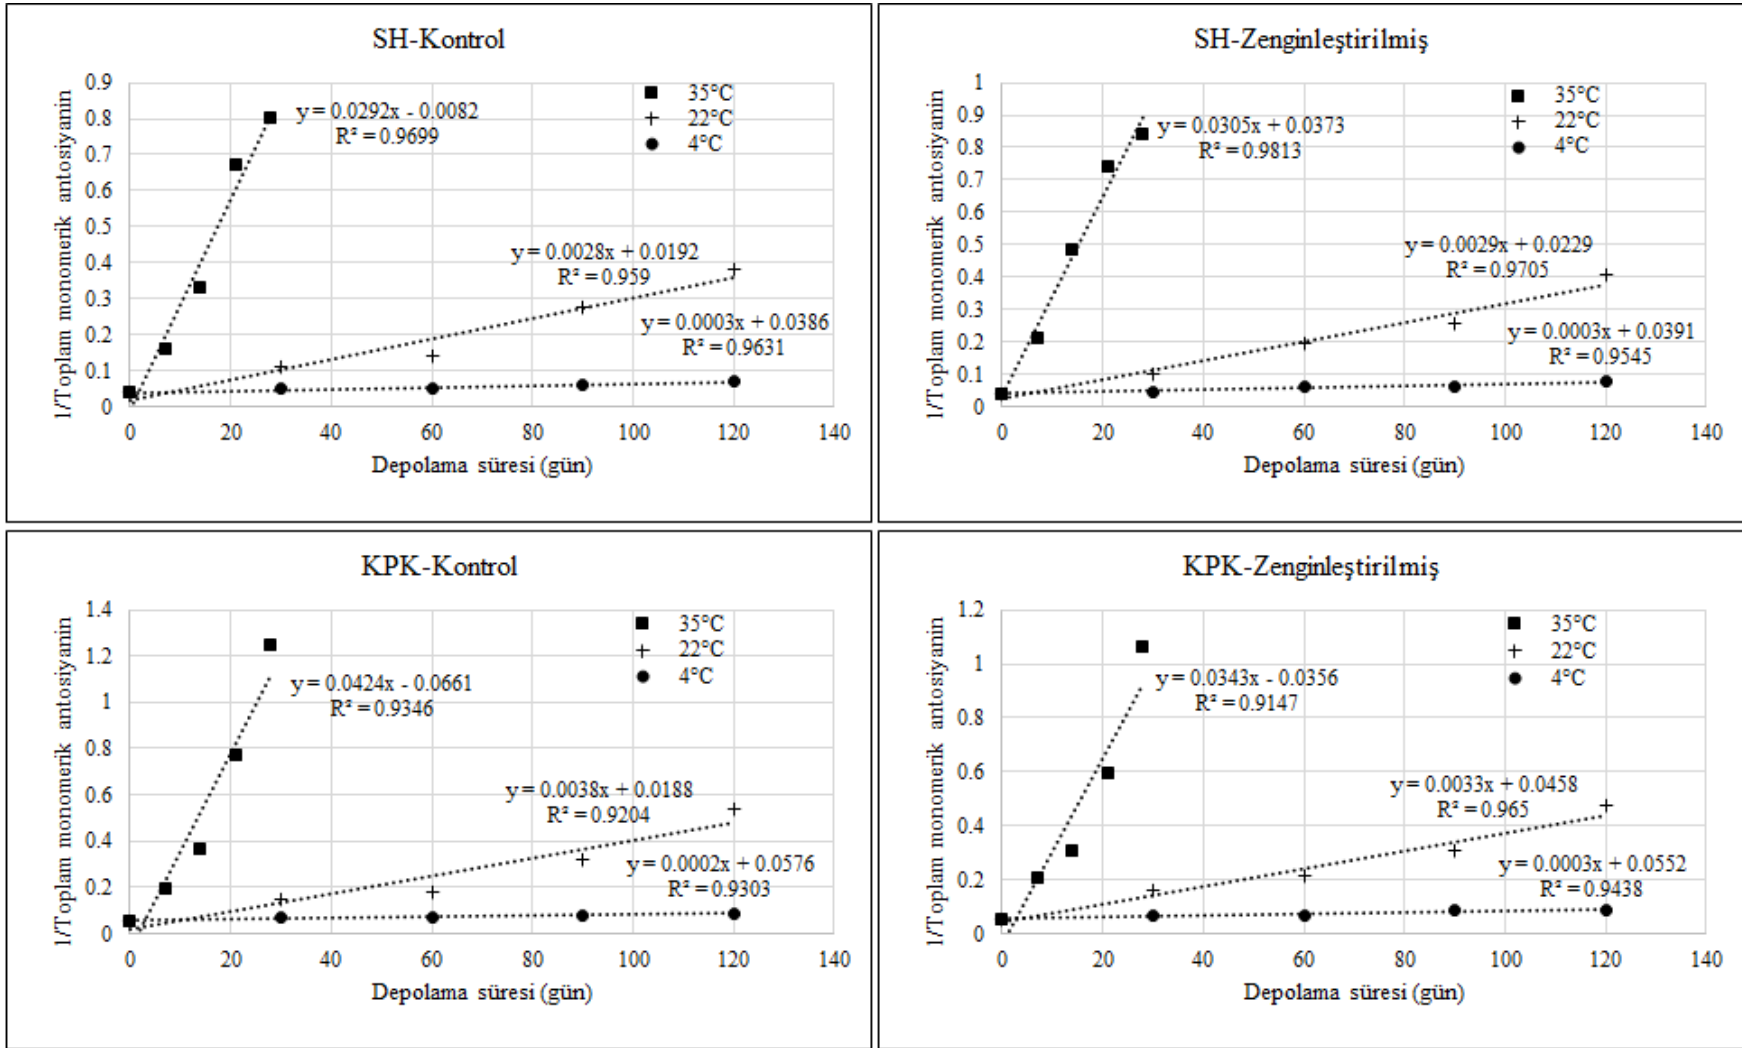 SH-Kontrol
1/Toplam monomerik antosiyanin
0.9
0.8
0.7
0.6
0.5
0.4
0.3
0.2
0.1
0
35°C
22°C
4°C
y = 0.0292x - 0.0082
R² = 0.9699
y = 0.0028x + 0.0192
R² = 0.959
y = 0.0003x + 0.0386
R² = 0.9631
0 20 40 60 80 100 120 140
Depolama süresi (gün)
SH-Zenginleştirilmiş
1/Toplam monomerik antosiyanin
1
0.9
0.8
0.7
0.6
0.5
0.4
0.3
0.2
0.1
0
35°C
22°C
4°C
y = 0.0305x + 0.0373
R² = 0.9813
y = 0.0029x + 0.0229
R² = 0.9705
y = 0.0003x + 0.0391
R² = 0.9545
0 20 40 60 80 100 120 140
Depolama süresi (gün)
KPK-Kontrol
1/Toplam monomerik antosiyanin
1.4
1.2
1
0.8
0.6
0.4
0.2
0
35°C
22°C
4°C
y = 0.0424x - 0.0661
R² = 0.9346
y = 0.0038x + 0.0188
R² = 0.9204
y = 0.0002x + 0.0576
R² = 0.9303
0 20 40 60 80 100 120 140
Depolama süresi (gün)
KPK-Zenginleştirilmiş
1/Toplam monomerik antosiyanin
1.2
1
0.8
0.6
0.4
0.2
0
35°C
22°C
4°C
y = 0.0343x - 0.0356
R² = 0.9147
y = 0.0033x + 0.0458
R² = 0.965
y = 0.0003x + 0.0552
R² = 0.9438
0 20 40 60 80 100 120 140
Depolama süresi (gün)